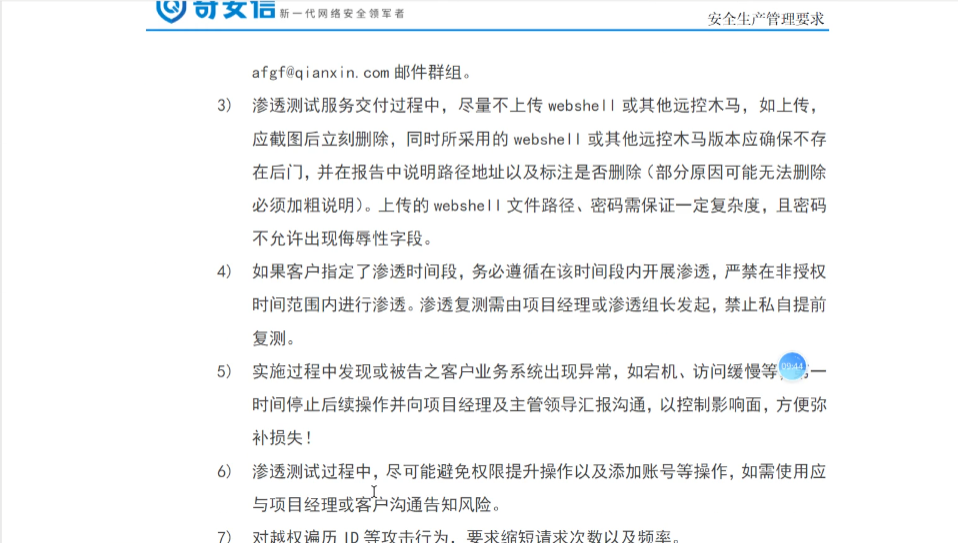 奇安信 新一代网络安全领军者
安全生产管理要求
afgf@qianxin.com 邮件群组。
3) 渗透测试服务交付过程中，尽量不上传 webshell 或其他远控木马，如上传，
应截图后立刻删除，同时所采用的 webshell 或其他远控木马版本应确保不存
在后门，并在报告中说明路径地址以及标注是否删除（部分原因可能无法删除
必须加粗说明）。上传的 webshell 文件路径、密码需保证一定复杂度，且密码
不允许出现侮辱性字段。
4) 如果客户指定了渗透时间段，务必遵循在该时间段内开展渗透，严禁在非授权
时间范围内进行渗透。渗透复测需由项目经理或渗透组长发起，禁止私自提前
复测。
5) 实施过程中发现或被告之客户业务系统出现异常，如宕机、访问缓慢等 一
09:44
时间停止后续操作并向项目经理及主管领导汇报沟通，以控制影响面，方便弥
补损失！
6) 渗透测试过程中，尽可能避免权限提升操作以及添加账号等操作，如需使用应
与项目经理或客户沟通告知风险。
7) 对越权遍历 ID 等攻击行为，要求缩短请求次数以及频率。